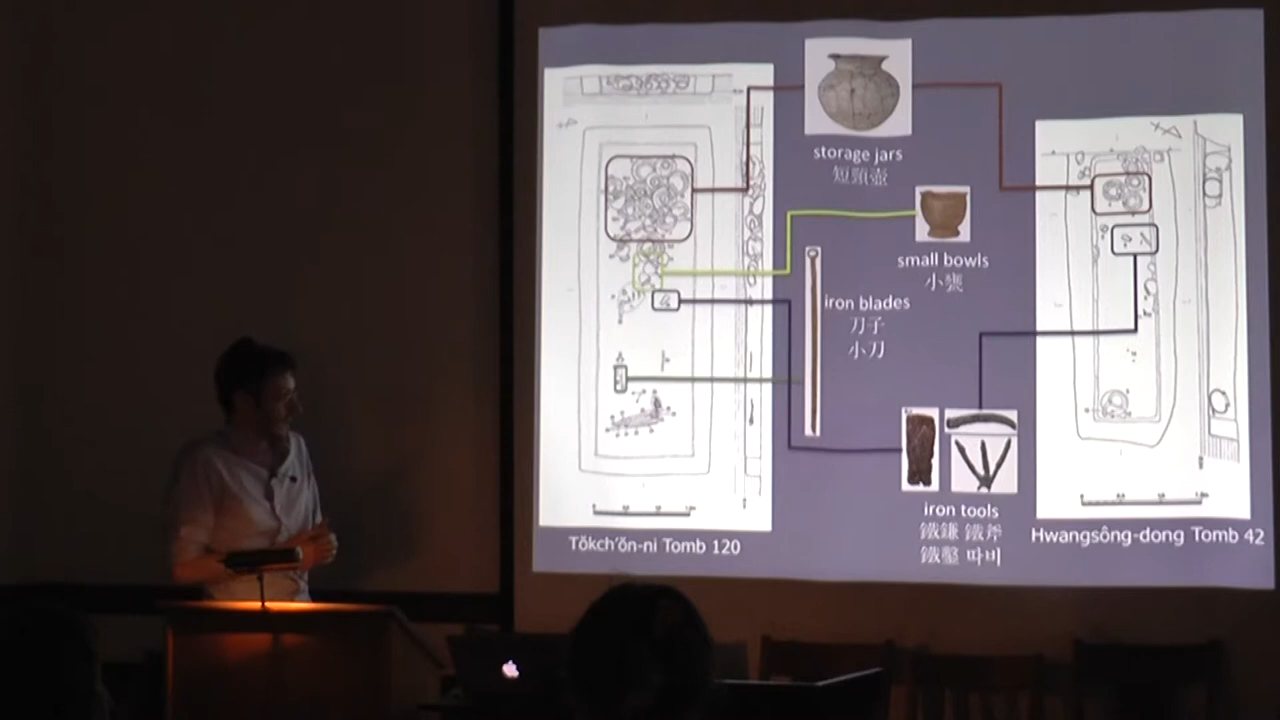 storage jars
短頸壺
small bowls
小甕
iron blades
刀子
小刀
iron tools
鐵鎌 鐵斧
鐵鑿 따비
Tŏkch'ŏn-ni Tomb 120
Hwangsŏng-dong Tomb 42